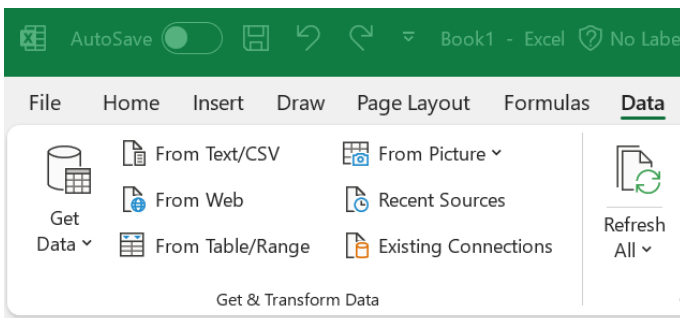 AutoSave Book1 - Excel No Labe
File Home Insert Draw Page Layout Formulas Data
Get Data
From Text/CSV
From Web
From Table/Range
From Picture
Recent Sources
Existing Connections
Refresh All
Get & Transform Data